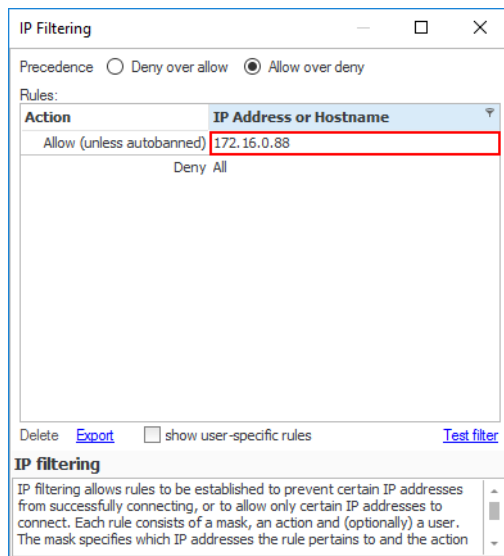 IP Filtering
Precedence Deny over allow Allow over deny
Rules:
Action IP Address or Hostname
Allow (unless autobanned) 172.16.0.88
Deny All
Delete Export show user-specific rules Test filter
IP filtering
IP filtering allows rules to be established to prevent certain IP addresses
from successfully connecting, or to allow only certain IP addresses to
connect. Each rule consists of a mask, an action and (optionally) a user.
The mask specifies which IP addresses the rule pertains to and the action